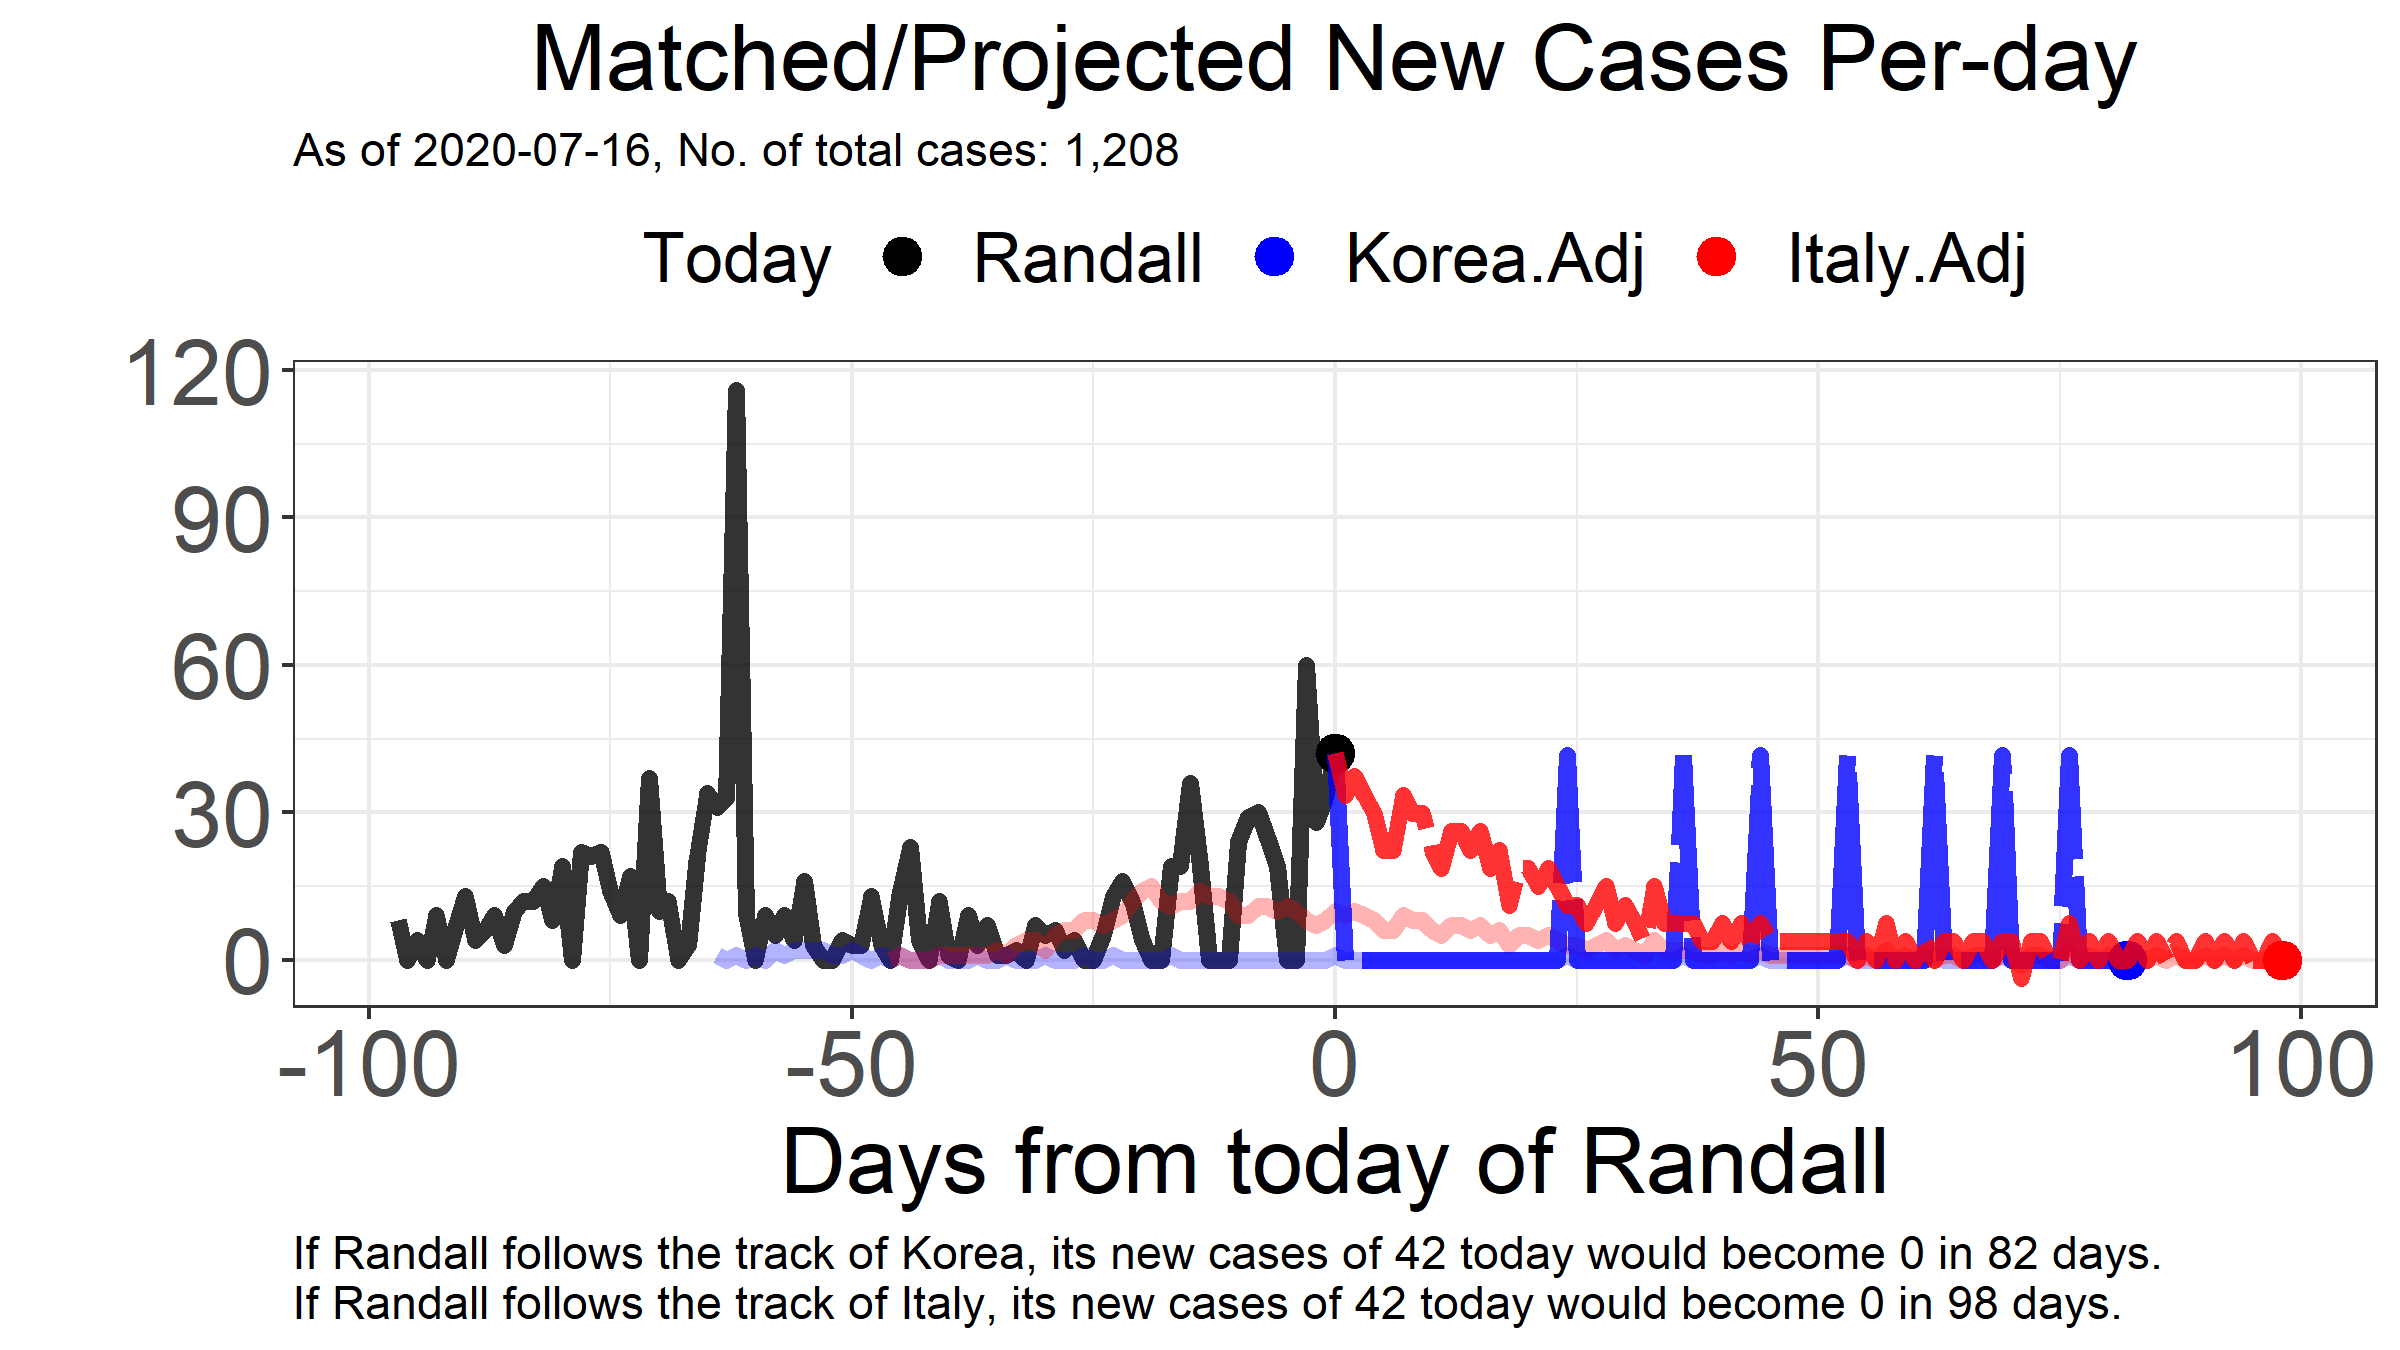 Matched/Projected New Cases Per-day
As of 2020-07-16, No. of total cases: 1,208
Today Randall Korea.Adj Italy.Adj
120
90
60
30
0
-100 -50 0 50 100
Days from today of Randall
If Randall follows the track of Korea, its new cases of 42 today would become 0 in 82 days.
If Randall follows the track of Italy, its new cases of 42 today would become 0 in 98 days.